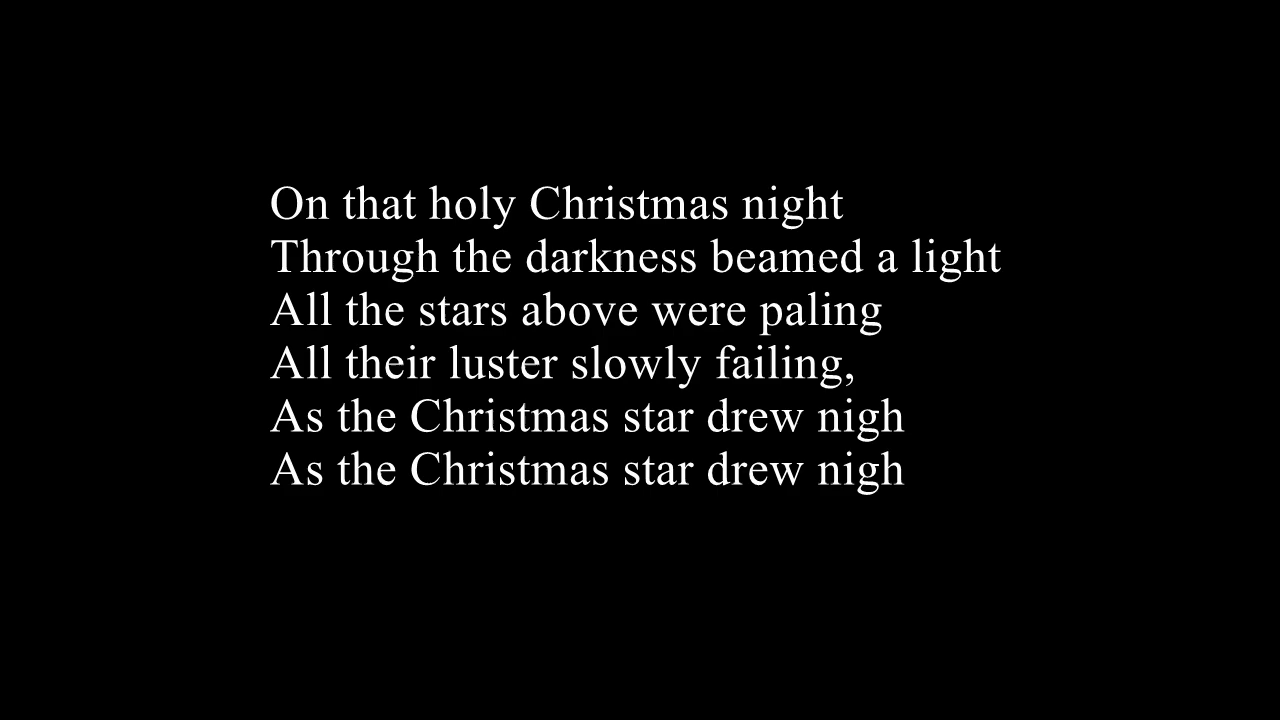 On that holy Christmas night
Through the darkness beamed a light
All the stars above were paling
All their luster slowly failing,
As the Christmas star drew nigh
As the Christmas star drew nigh